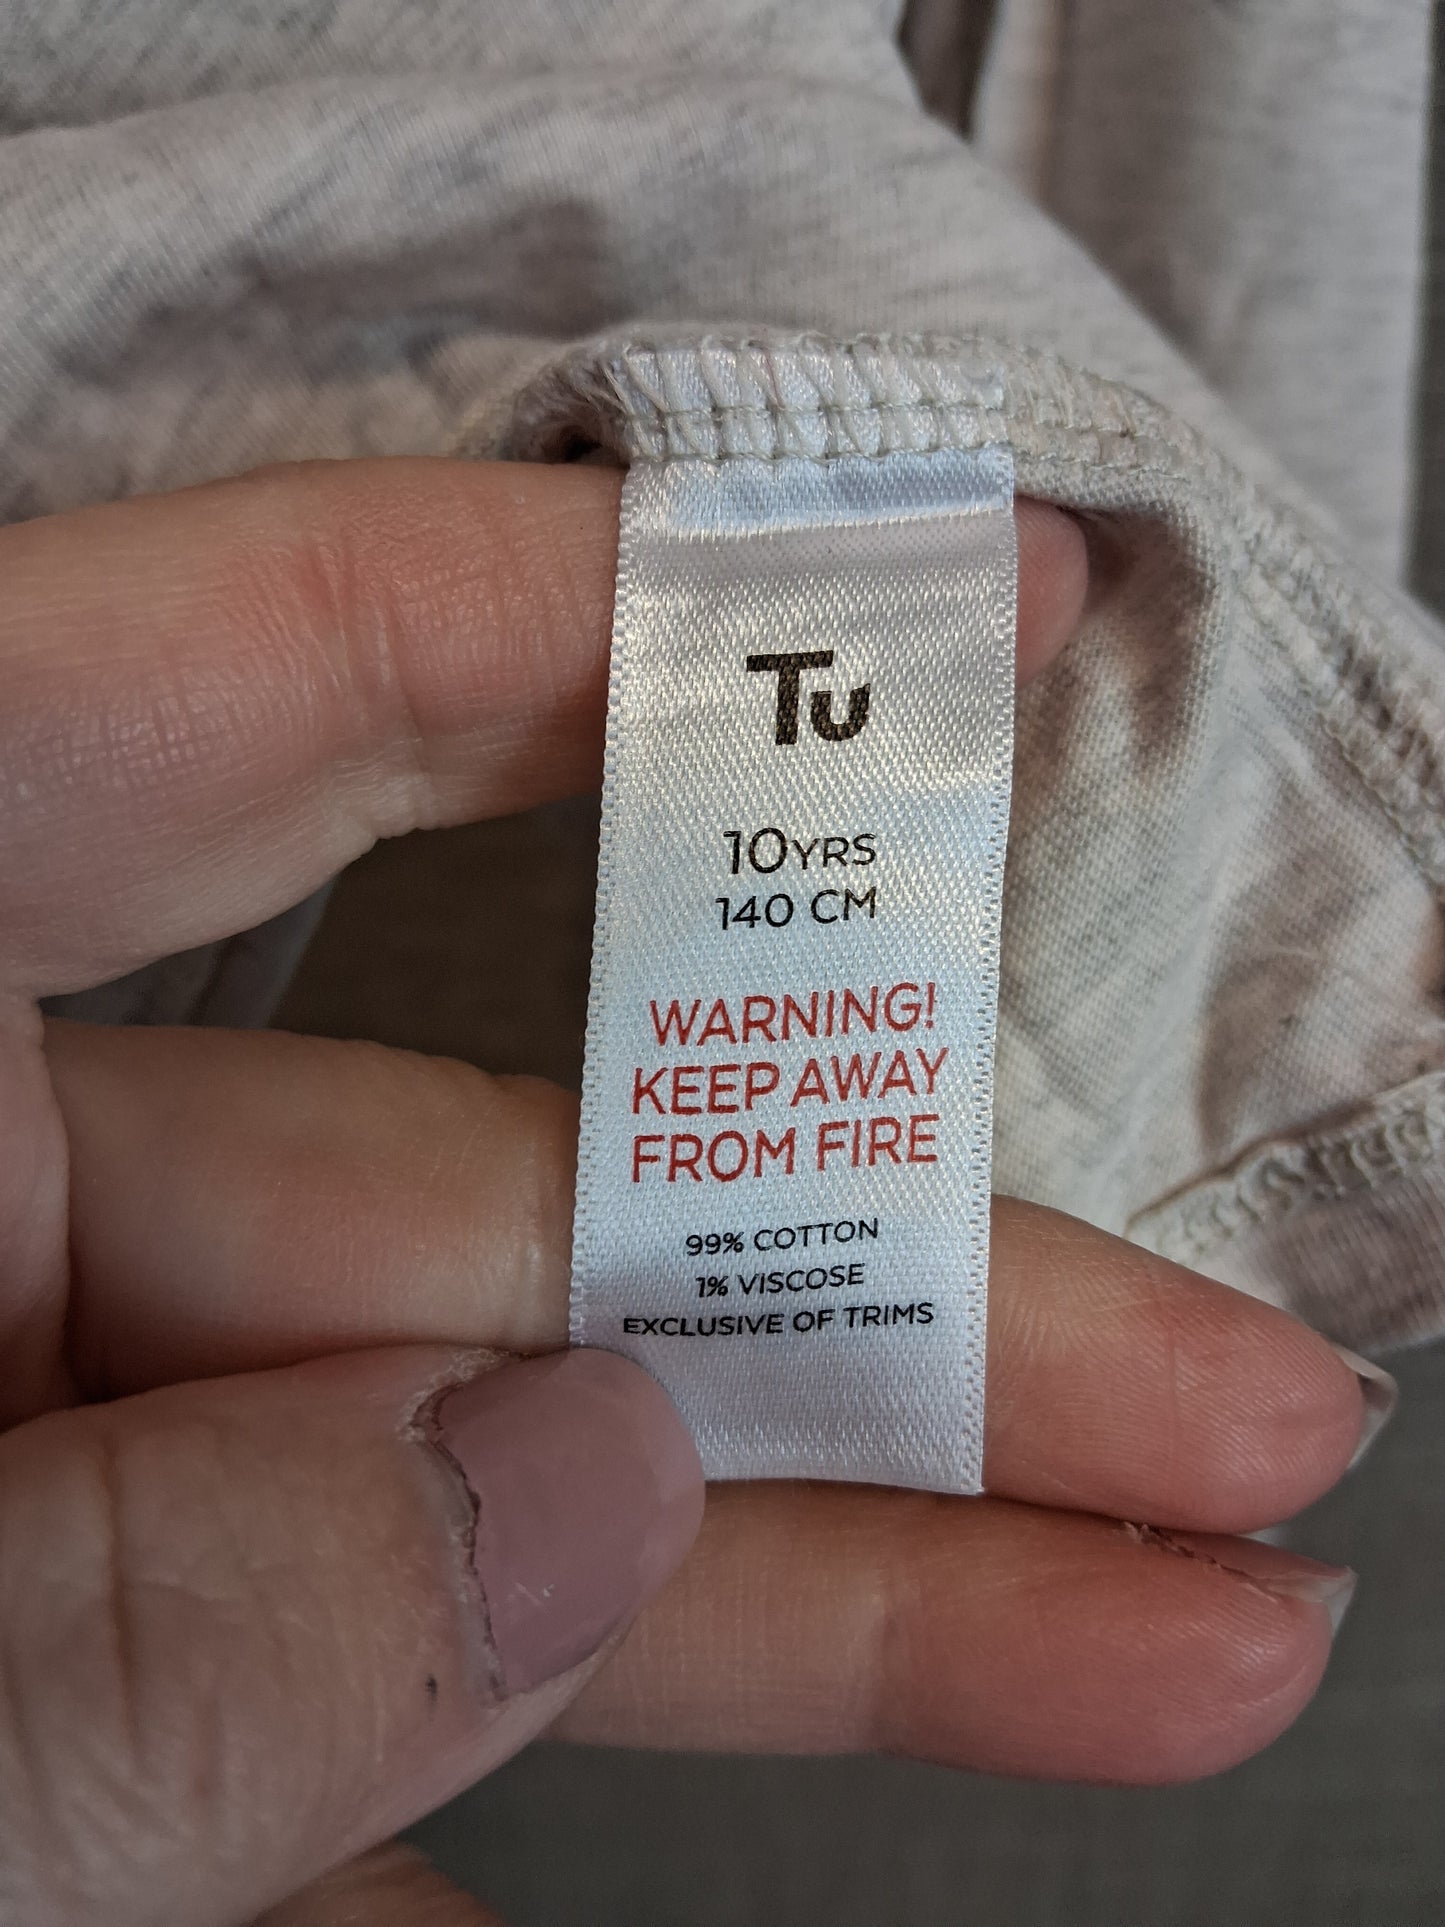 Tu
10YRS
140 CM
WARNING!
KEEP AWAY
FROM FIRE
99% COTTON
1% VISCOSE
EXCLUSIVE OF TRIMS